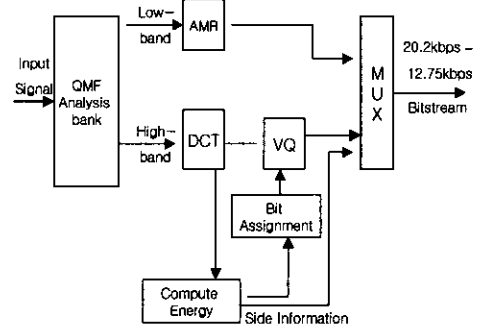 Low-
band
AMR
Input
Signal
QMF
Analysis
bank
High-
band
DCT
VQ
Bit
Assignment
Compute
Energy
Side Information
M
U
X
20.2kbps -
12.75kbps
Bitstream